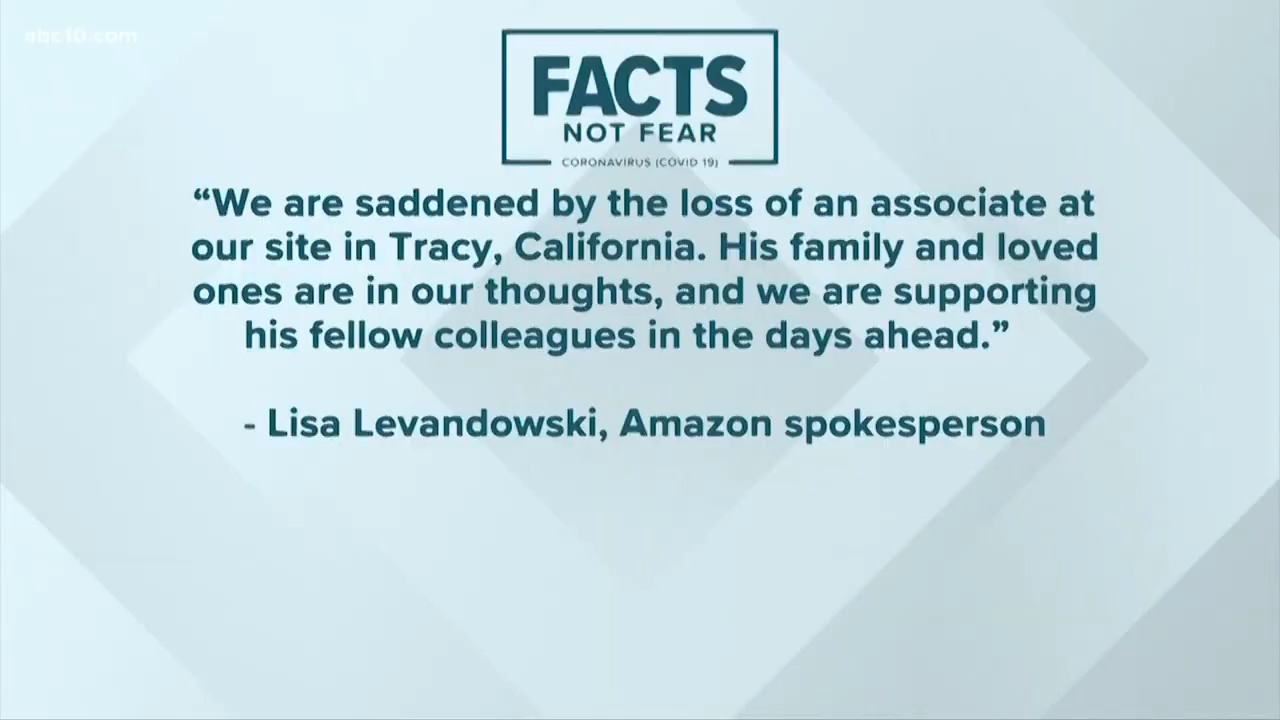 abc10.com
FACTS
NOT FEAR
CORONAVIRUS (COVID 19)
“We are saddened by the loss of an associate at
our site in Tracy, California. His family and loved
ones are in our thoughts, and we are supporting
his fellow colleagues in the days ahead.”
- Lisa Levandowski, Amazon spokesperson